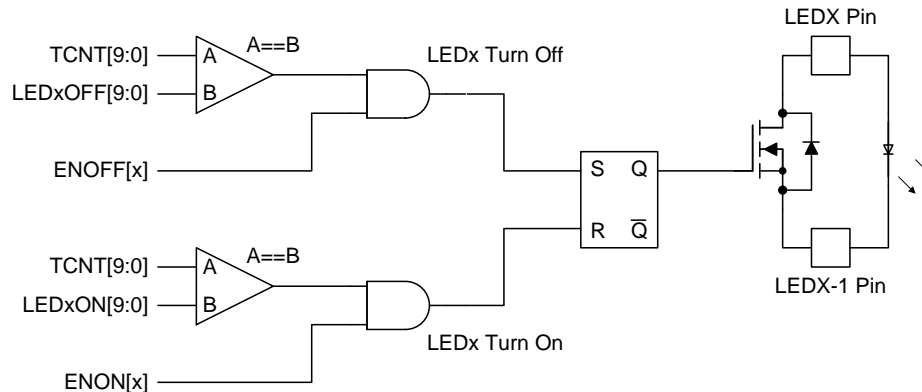 LEDX Pin
A==B
TCNT[9:0]
A
LEDx Turn Off
LEDxOFF[9:0]
B
ENOFF[x]
S Q
R Q̅
A==B
TCNT[9:0]
A
LEDxON[9:0]
B
LEDX-1 Pin
LEDx Turn On
ENON[x]